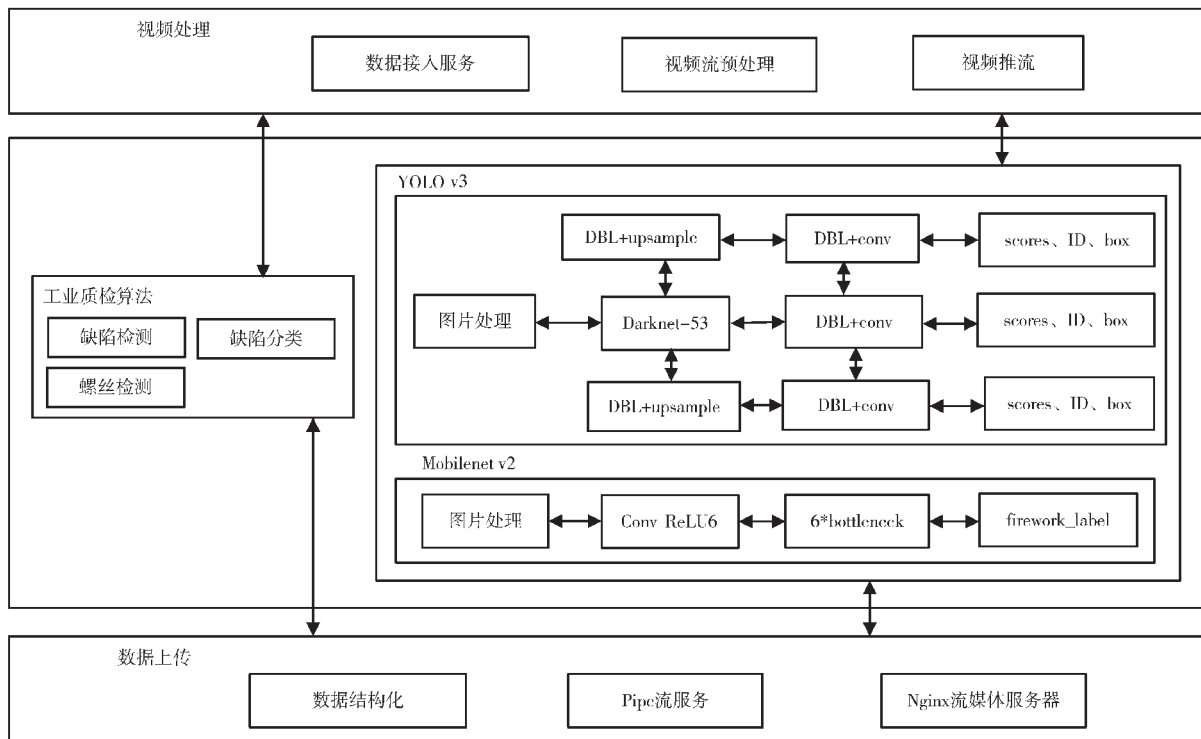 视频处理
数据接入服务
视频流预处理
视频推流
工业质检算法
缺陷检测
缺陷分类
螺丝检测
YOLO v3
DBL+upsample
DBL+conv
scores、ID、box
图片处理
Darknet-53
DBL+conv
scores、ID、box
DBL+upsample
DBL+conv
scores、ID、box
Mobilenet v2
图片处理
Conv ReLU6
6*bottleneck
firework_label
数据上传
数据结构化
Pipe流服务
Nginx流媒体服务器